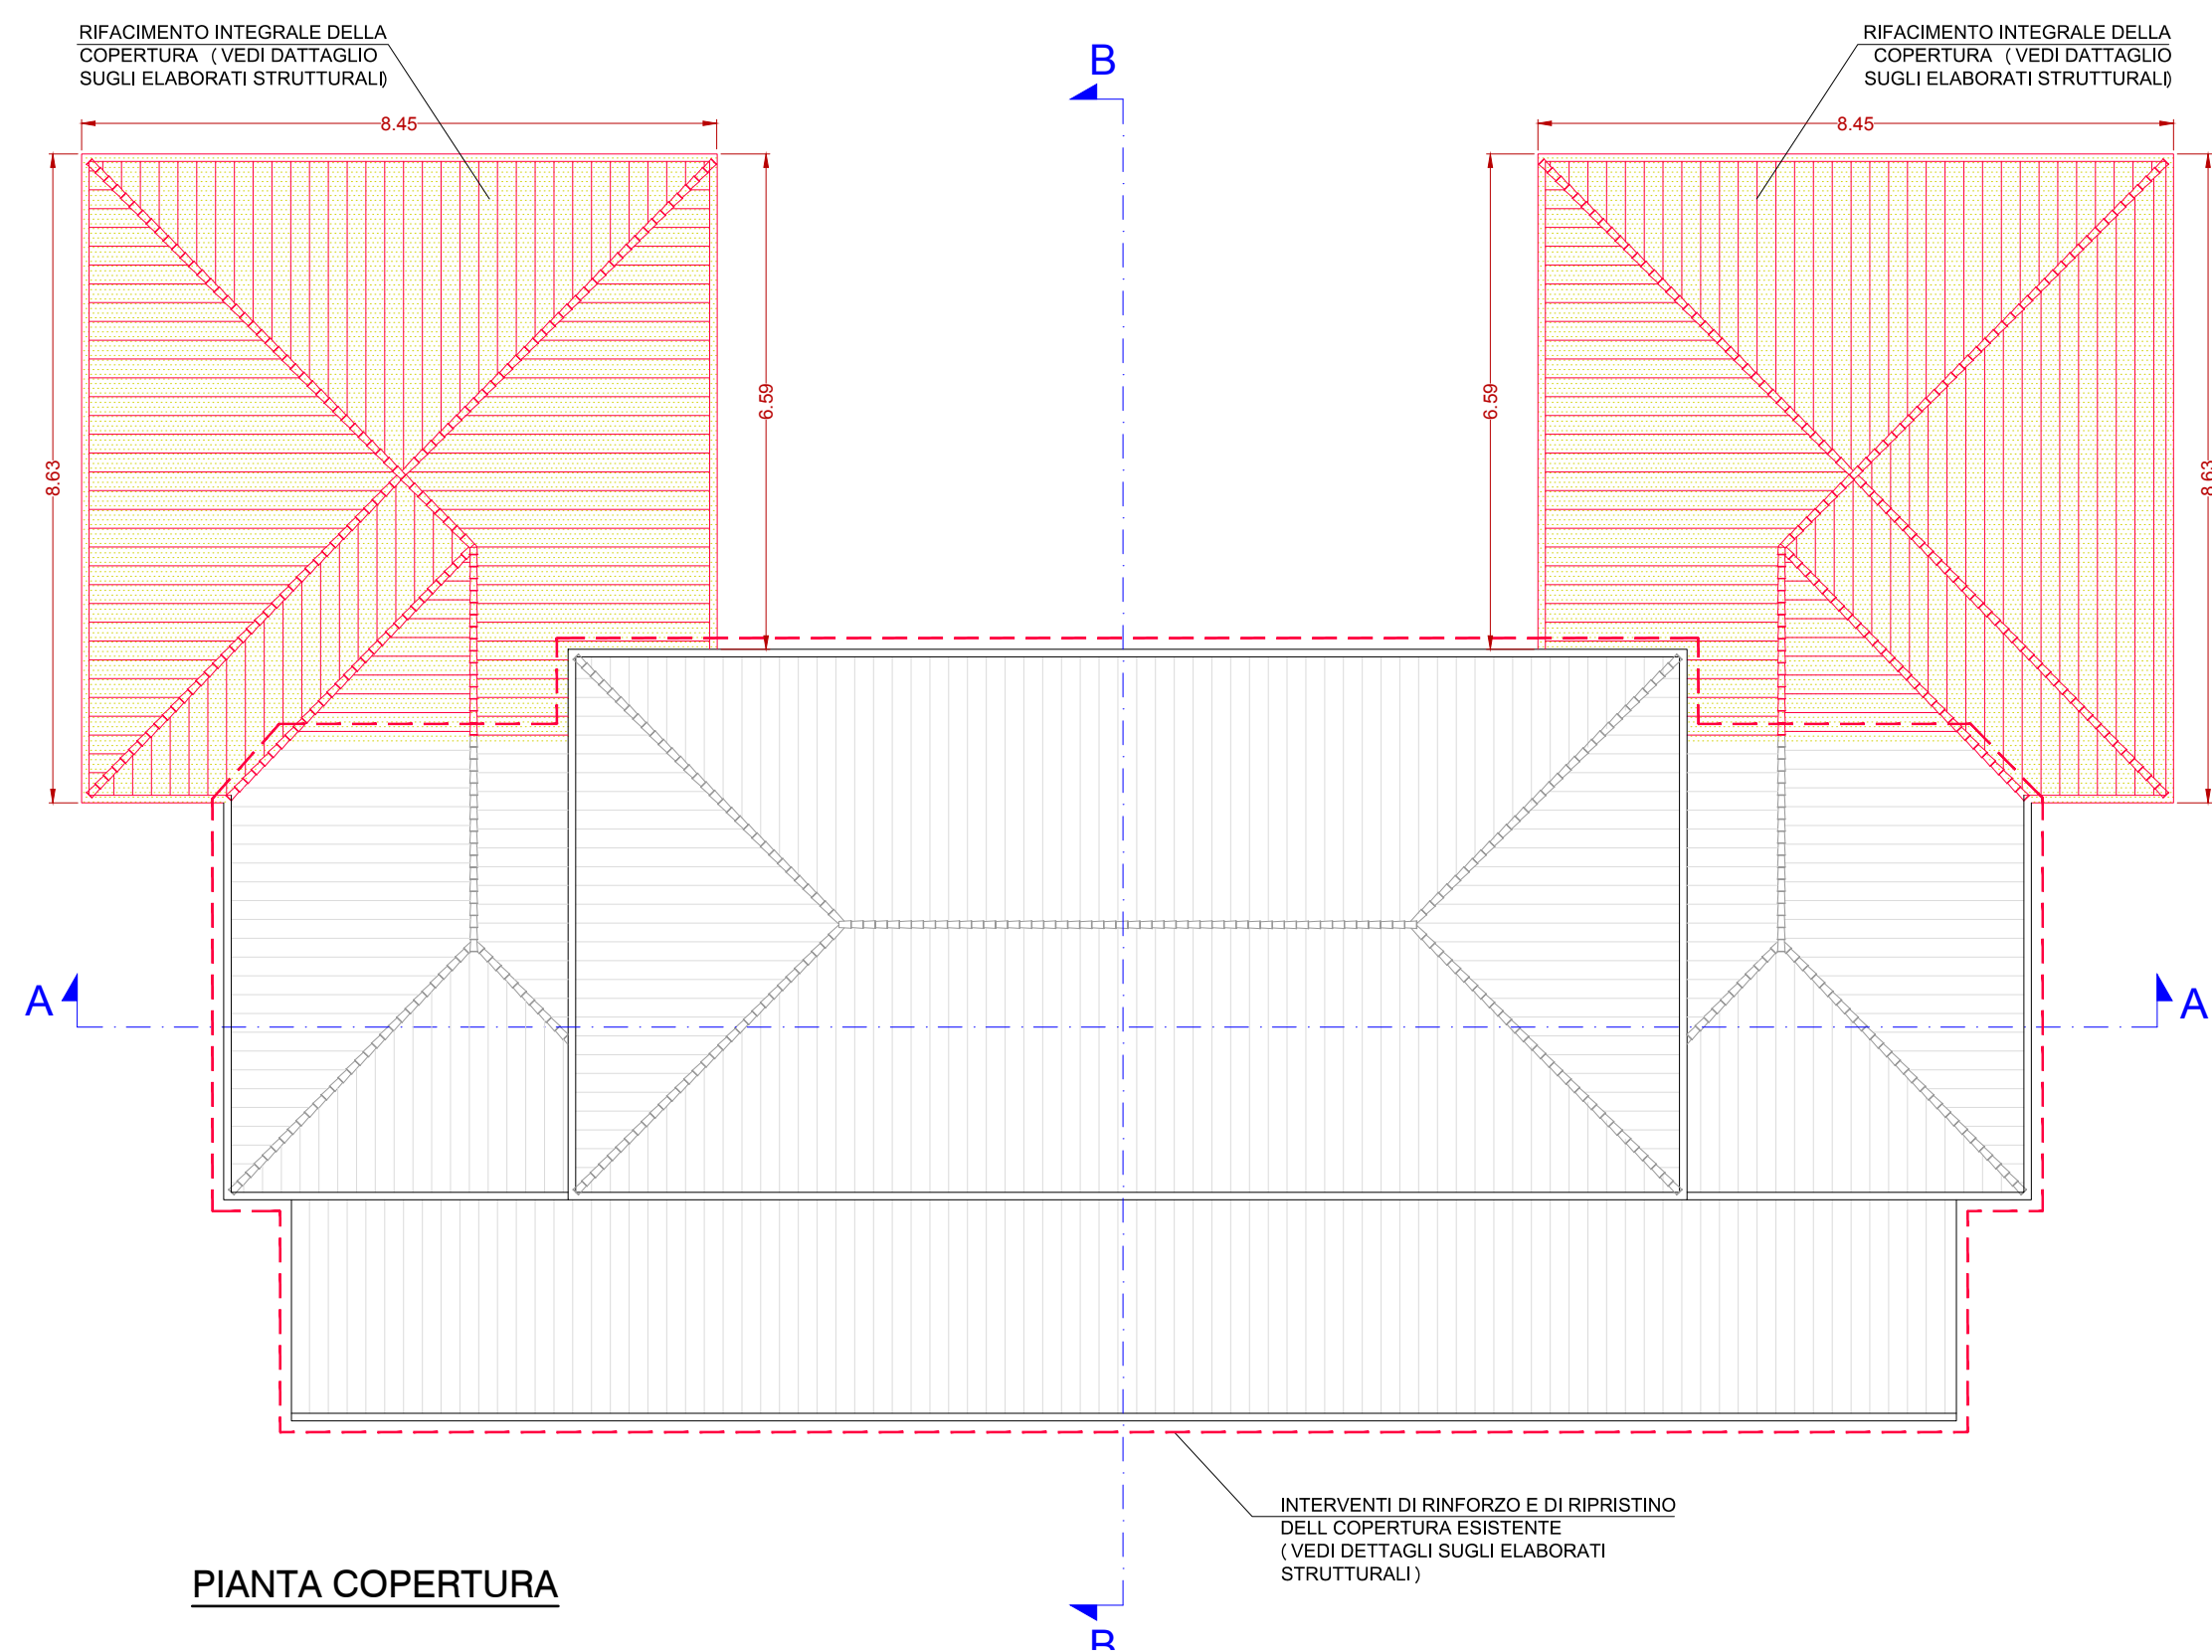 RIFACIMENTO INTEGRALE DELLA
COPERTURA ( VEDI DATTAGLIO
SUGLI ELABORATI STRUTTURALI)
B
RIFACIMENTO INTEGRALE DELLA
COPERTURA ( VEDI DATTAGLIO
SUGLI ELABORATI STRUTTURALI)
8.45
8.45
6.59
6.59
8.63
8.63
A
A
INTERVENTI DI RINFORZO E DI RIPRISTINO
DELL COPERTURA ESISTENTE
( VEDI DETTAGLI SUGLI ELABORATI
STRUTTURALI )
PIANTA COPERTURA
B